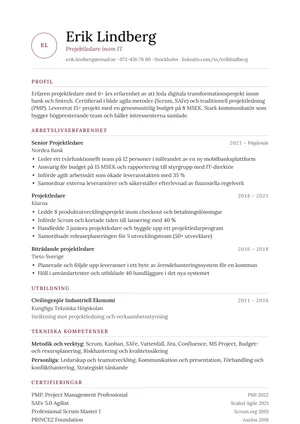 EL
Erik Lindberg
Projektledare inom IT
erik.lindberg@email.se · 073-456 78 90 · Stockholm · linkedin.com/in/eriklindberg
PROFIL
Erfaren projektledare med 6+ års erfarenhet av att leda digitala transformationsprojekt inom
bank och fintech. Certifierad i både agila metoder (Scrum, SAFe) och traditionell projektledning
(PMP). Levererat 15+ projekt med en genomsnittlig budget på 8 MSEK. Stark kommunikatör som
bygger högpresterande team och håller intressenterna samlade.
ARBETSLIVSERFARENHET
Senior Projektledare 2021 – Pågående
Nordea Bank
• Leder ett tvärfunktionellt team på 12 personer i införandet av en ny mobilbanksplattform
• Ansvarig för budget på 15 MSEK och rapportering till styrgrupp med IT-direktör
• Införde agilt arbetssätt som ökade leveranstakten med 35 %
• Samordnar externa leverantörer och säkerställer efterlevnad av finansiella regelverk
Projektledare 2018 – 2021
Klarna
• Ledde 8 produktutvecklingsprojekt inom checkout och betalningslösningar
• Införde Scrum och kortade tiden till lansering med 40 %
• Handledde 3 juniora projektledare och byggde upp ett projektledarprogram
• Samordnade releaseplaneringen för 5 utvecklingsteam (50+ utvecklare)
Biträdande projektledare 2016 – 2018
Tieto Sverige
• Planerade och följde upp leveranser i ett byte av ärendehanteringssystem för en kommun
• Höll i användartester och utbildade 40 handläggare i det nya systemet
UTBILDNING
Civilingenjör Industriell Ekonomi 2011 – 2016
Kungliga Tekniska Högskolan
Inriktning mot projektledning och verksamhetsstyrning
TEKNISKA KOMPETENSER
Metodik och verktyg: Scrum, Kanban, SAFe, Vattenfall, Jira, Confluence, MS Project, Budget-
och resursplanering, Riskhantering och kvalitetssäkring
Personliga: Ledarskap och teamutveckling, Kommunikation och presentation, Förhandling och
konflikthantering, Strategiskt tänkande
CERTIFIERINGAR
PMP, Project Management Professional PMI 2022
SAFe 5.0 Agilist Scaled Agile 2021
Professional Scrum Master I Scrum.org 2019
PRINCE2 Foundation Axelos 2018